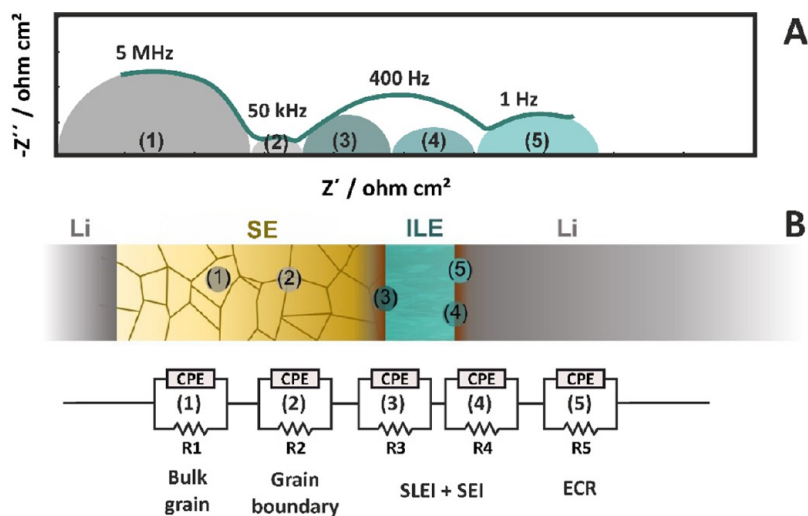 A
5 MHz
50 kHz
400 Hz
1 Hz
(1)
(2)
(3)
(4)
(5)
-Z´´ / ohm cm²
Z´ / ohm cm²
B
Li
SE
ILE
Li
(1)
(2)
(3)
(4)
(5)
CPE CPE CPE CPE CPE
(1) (2) (3) (4) (5)
R1 R2 R3 R4 R5
Bulk
grain
Grain
boundary
SLEI + SEI
ECR